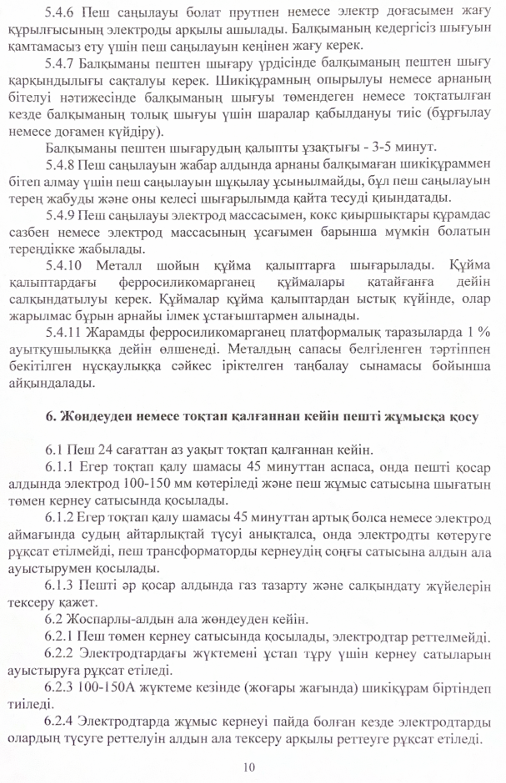 5.4.6 Пеш саңылауы болат прутпен немесе электр доғасымен жағу
құрылғысының электроды арқылы ашылады. Балқыманың кедергісіз шығуын
қамтамасыз ету үшін пеш саңылауын кеңінен жағу керек.
5.4.7 Балқыманы пештен шығару үрдісінде балқыманың пештен шығу
қарқындылығы сақталуы керек. Шикіқұрамның опырылуы немесе арнаның
бітелуі нәтижесінде балқыманың шығуы төмендеген немесе тоқтатылған
кезде балқыманың толық шығуы үшін шаралар қабылдануы тиіс (бұрғылау
немесе доғамен күйдіру).
Балқыманы пештен шығарудың қалыпты ұзақтығы - 3-5 минут.
5.4.8 Пеш саңылауын жабар алдында арнаны балқымаған шикіқұраммен
бітеп алмау үшін пеш саңылауын шұқылау ұсынылмайды, бұл пеш саңылауын
терең жабуды және оны келесі шығарылымда қайта тесуді қиындатады.
5.4.9 Пеш саңылауы электрод массасымен, кокс қиыршықтары құрамдас
сазбен немесе электрод массасының ұсағымен барынша мүмкін болатын
тереңдікке жабылады.
5.4.10 Металл шойын құйма қалыптарға шығарылады. Құйма
қалыптардағы ферросиликомарганец құймалары қатайғанға дейін
салқындатылуы керек. Құймалар құйма қалыптардан ыстық күйінде, олар
жарылмас бұрын арнайы ілмек ұстағыштармен алынады.
5.4.11 Жарамды ферросиликомарганец платформалық таразыларда 1 %
ауытқушылыққа дейін өлшенеді. Металдың сапасы белгіленген тәртіппен
бекітілген нұсқаулыққа сәйкес іріктелген таңбалау сынамасы бойынша
айқындалады.
6. Жөндеуден немесе тоқтап қалғаннан кейін пешті жұмысқа қосу
6.1 Пеш 24 сағаттан аз уақыт тоқтап қалғаннан кейін.
6.1.1 Егер тоқтап қалу шамасы 45 минуттан аспаса, онда пешті қосар
алдында электрод 100-150 мм көтеріледі және пеш жұмыс сатысына шығатын
төмен кернеу сатысында қосылады.
6.1.2 Егер тоқтап қалу шамасы 45 минуттан артық болса немесе электрод
аймағында судың айтарлықтай түсуі анықталса, онда электродты көтеруге
рұқсат етілмейді, пеш трансформаторды кернеудің соңғы сатысына алдын ала
ауыстырумен қосылады.
6.1.3 Пешті әр қосар алдында газ тазарту және салқындату жүйелерін
тексеру қажет.
6.2 Жоспарлы-алдын ала жөндеуден кейін.
6.2.1 Пеш төмен кернеу сатысында қосылады, электродтар реттелмейді.
6.2.2 Электродтардағы жүктемені ұстап тұру үшін кернеу сатыларын
ауыстыруға рұқсат етіледі.
6.2.3 100-150А жүктеме кезінде (жоғары жағында) шикіқұрам біртіндеп
тиіледі.
6.2.4 Электродтарда жұмыс кернеуі пайда болған кезде электродтарды
олардың түсуге реттелуін алдын ала тексеру арқылы реттеуге рұқсат етіледі.
10